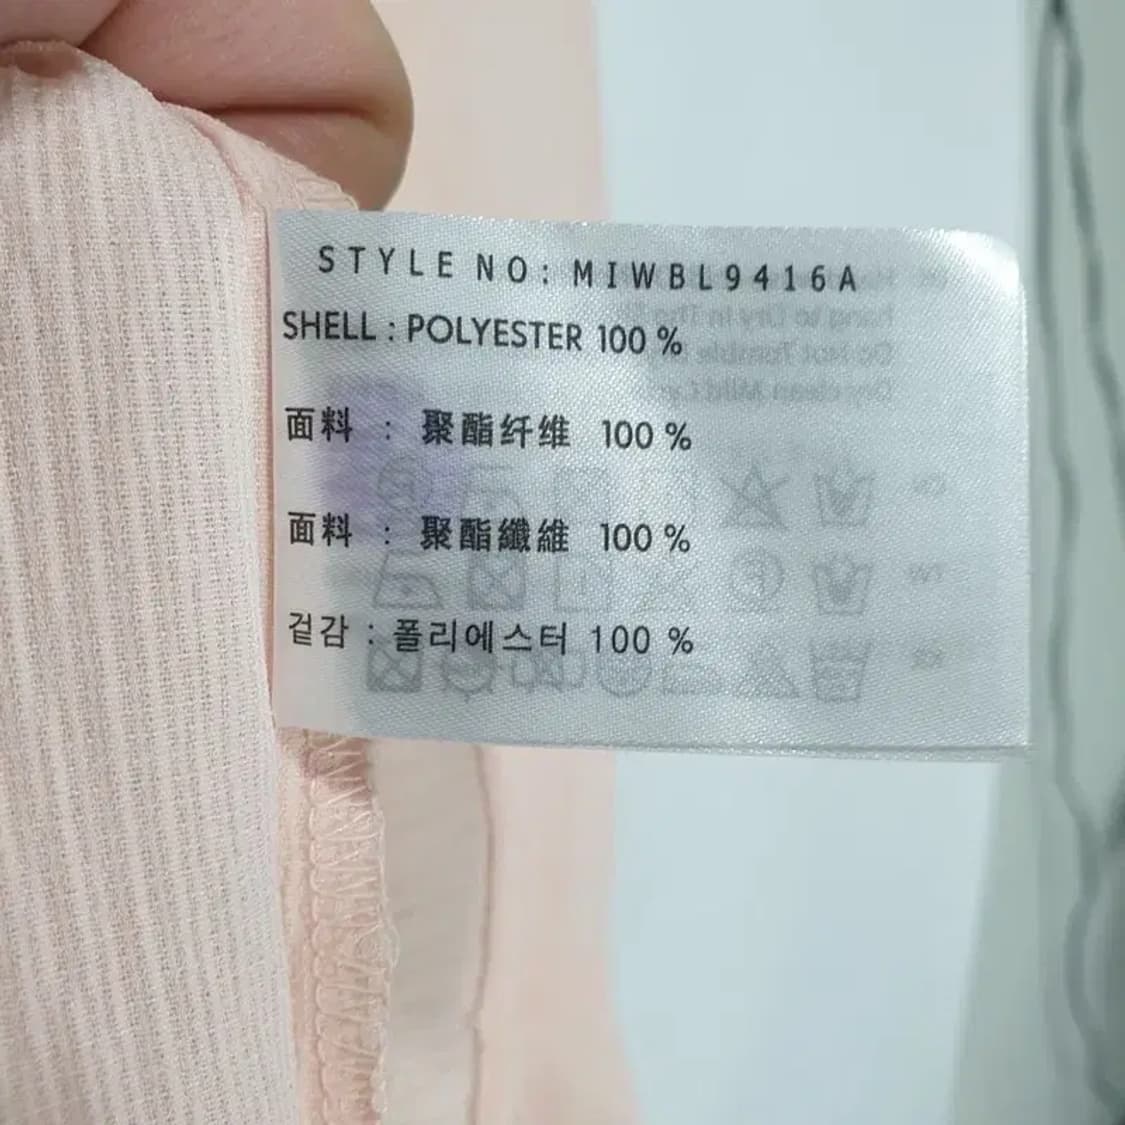 STYLE NO: MIWBL9416A
SHELL : POLYESTER 100 %
面料 : 聚酯纤维 100 %
面料 : 聚酯纖維 100 %
겉감 : 폴리에스터 100 %